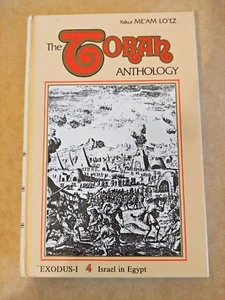 Yalkut ME'AM LO'EZ
The TORAH
ANTHOLOGY
EXODUS-I 4 Israel in Egypt